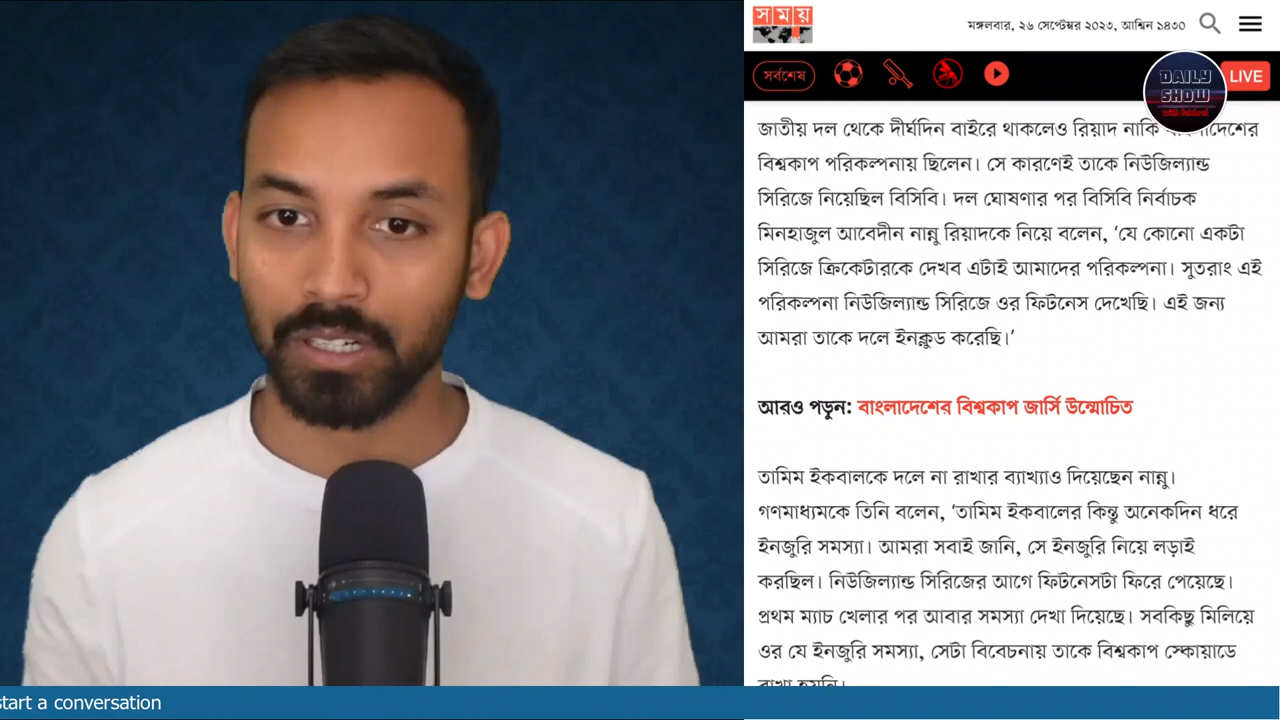 সময়
মঙ্গলবার, ২৬ সেপ্টেম্বর ২০২৩, আশ্বিন ১৪৩০
সর্বশেষ
DAILY
SHOW
LIVE
জাতীয় দল থেকে দীর্ঘদিন বাইরে থাকলেও রিয়াদ নাকি
বিশ্বকাপ পরিকল্পনায় ছিলেন। সে কারণেই তাকে নিউজিল্যান্ড
সিরিজে নিয়েছিল বিসিবি। দল ঘোষণার পর বিসিবি নির্বাচক
মিনহাজুল আবেদীন নান্নু রিয়াদকে নিয়ে বলেন, ‘যে কোনো একটা
সিরিজে ক্রিকেটারকে দেখব এটাই আমাদের পরিকল্পনা। সুতরাং এই
পরিকল্পনা নিউজিল্যান্ড সিরিজে ওর ফিটনেস দেখেছি। এই জন্য
আমরা তাকে দলে ইনক্লুড করেছি।’
আরও পড়ুন: বাংলাদেশের বিশ্বকাপ জার্সি উন্মোচিত
তামিম ইকবালকে দলে না রাখার ব্যাখ্যাও দিয়েছেন নান্নু।
গণমাধ্যমকে তিনি বলেন, ‘তামিম ইকবালের কিন্তু অনেকদিন ধরে
ইনজুরি সমস্যা। আমরা সবাই জানি, সে ইনজুরি নিয়ে লড়াই
করছিল। নিউজিল্যান্ড সিরিজের আগে ফিটনেসটা ফিরে পেয়েছে।
প্রথম ম্যাচ খেলার পর আবার সমস্যা দেখা দিয়েছে। সবকিছু মিলিয়ে
ওর যে ইনজুরি সমস্যা, সেটা বিবেচনায় তাকে বিশ্বকাপ স্কোয়াডে
start a conversation